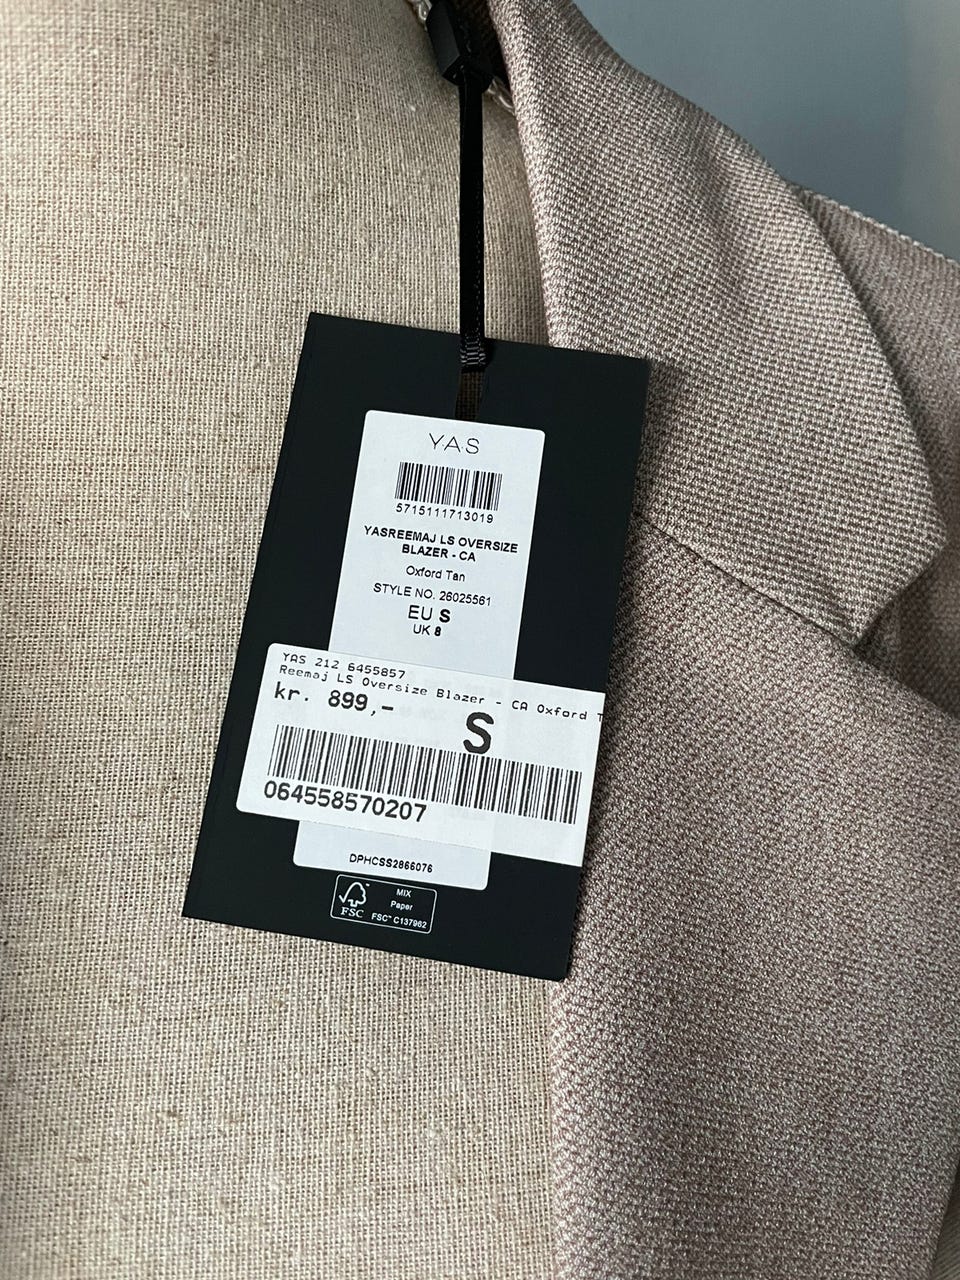 YAS
5715111713019
YASREEMAJ LS OVERSIZE
BLAZER - CA
Oxford Tan
STYLE NO. 26025561
EU S
UK 8
YAS 212 6455857
Reemaj LS Oversize Blazer - CA Oxford T
kr. 899,-
S
064558570207
DPHCSS2866076
FSC
MIX
Paper
FSC™ C137962